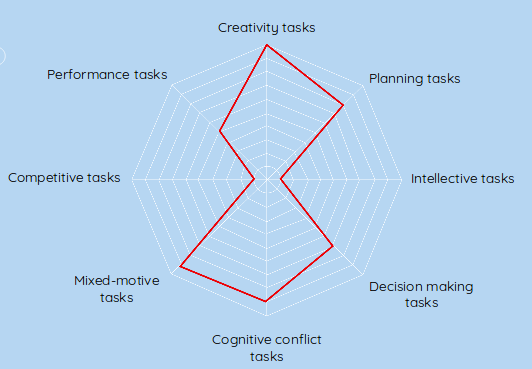 Creativity tasks
Performance tasks
Planning tasks
Competitive tasks
Intellective tasks
Mixed-motive
tasks
Decision making
tasks
Cognitive conflict
tasks